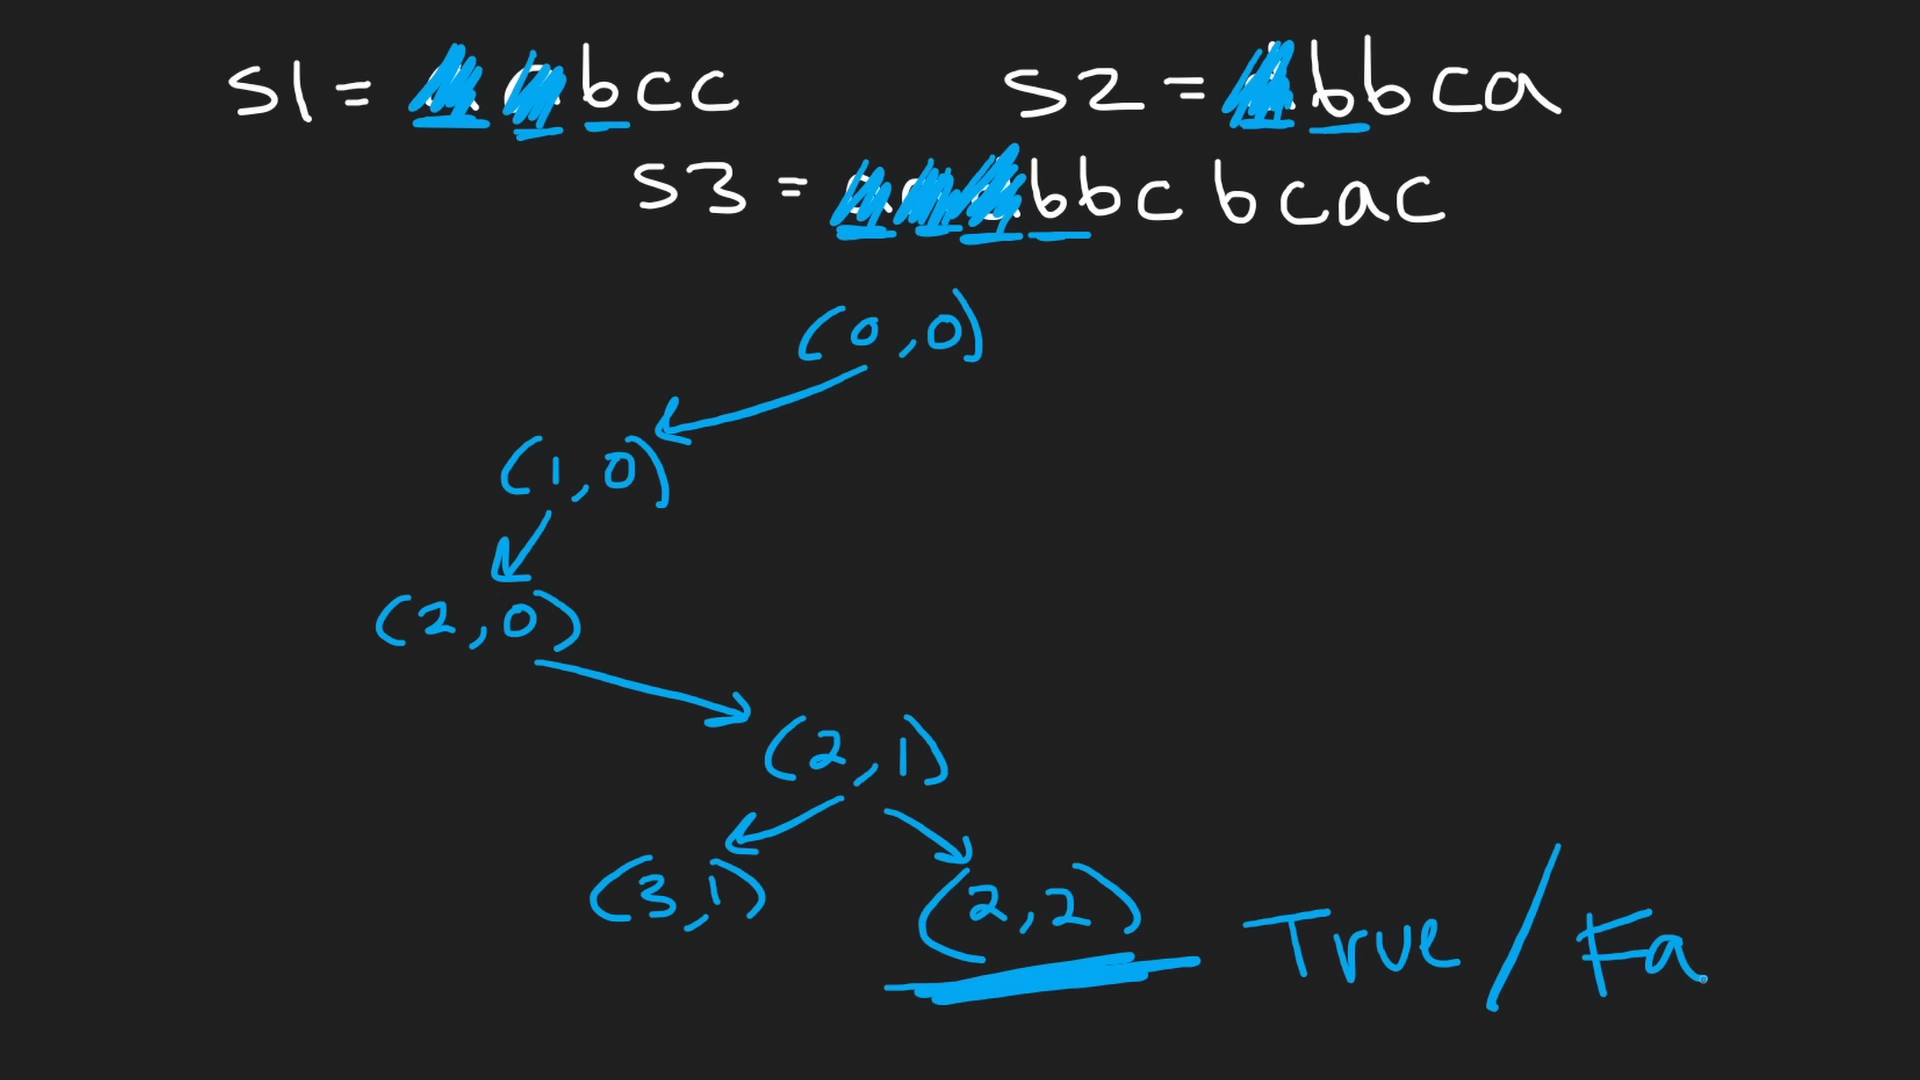 s1 = bcc
s2 = bbca
s3 = bbcbcac
(0,0)
(1,0)
(2,0)
(2,1)
(3,1)
(2,2)
True/Fa